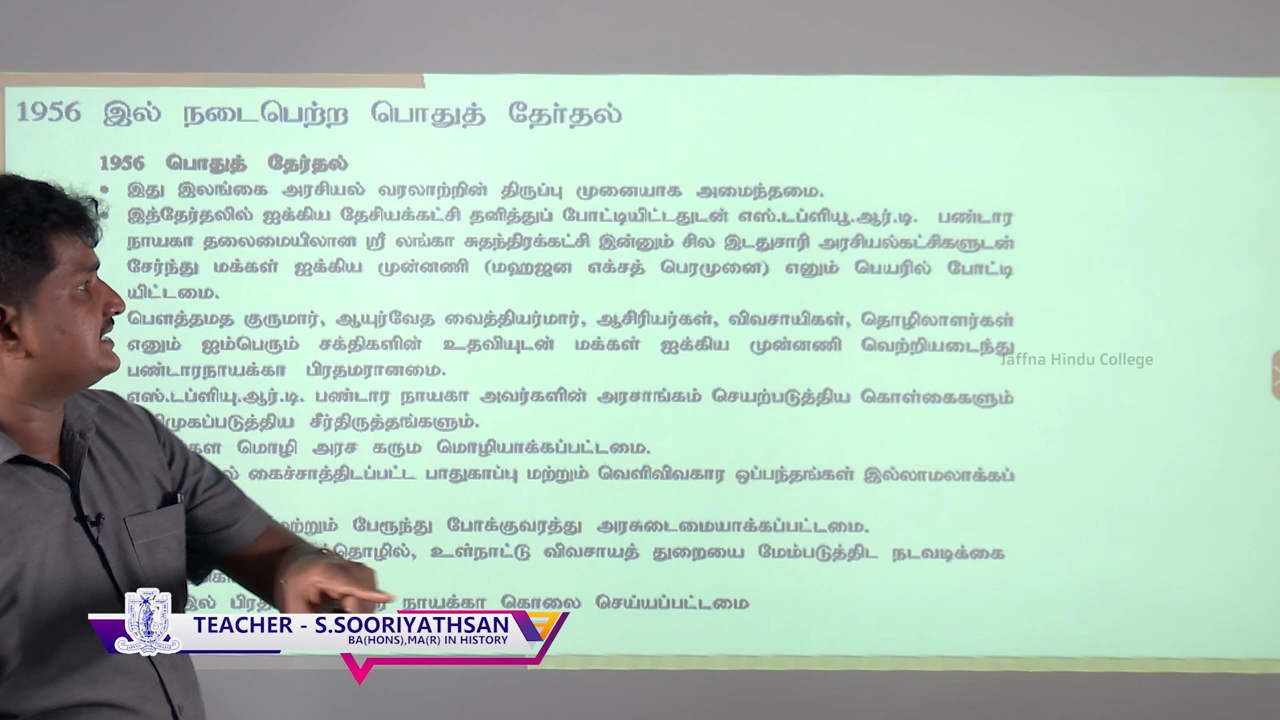 1956 இல் நடைபெற்ற பொதுத் தேர்தல்
1956 பொதுத் தேர்தல்
• இது இலங்கை அரசியல் வரலாற்றின் திருப்பு முனையாக அமைந்தமை.
• இத்தேர்தலில் ஐக்கிய தேசியக்கட்சி தனித்துப் போட்டியிட்டதுடன் எஸ்.டப்ளியூ.ஆர்.டி. பண்டார
நாயகா தலைமையிலான ஸ்ரீ லங்கா சுதந்திரக்கட்சி இன்னும் சில இடதுசாரி அரசியல்கட்சிகளுடன்
சேர்ந்து மக்கள் ஐக்கிய முன்னணி (மஹஜன எக்சத் பெரமுனை) எனும் பெயரில் போட்டி
யிட்டமை.
பௌத்தமத குருமார், ஆயுர்வேத வைத்தியர்மார், ஆசிரியர்கள், விவசாயிகள், தொழிலாளர்கள்
எனும் ஐம்பெரும் சக்திகளின் உதவியுடன் மக்கள் ஐக்கிய முன்னணி வெற்றியடைந்து
பண்டாரநாயக்கா பிரதமரானமை.
Jaffna Hindu College
எஸ்.டப்ளியு.ஆர்.டி. பண்டார நாயகா அவர்களின் அரசாங்கம் செயற்படுத்திய கொள்கைகளும்
சீர்திருத்தங்களும்.
மொழி அரச கரும மொழியாக்கப்பட்டமை.
கைச்சாத்திடப்பட்ட பாதுகாப்பு மற்றும் வெளிவிவகார ஒப்பந்தங்கள் இல்லாமலாக்கப்
பேரூந்து போக்குவரத்து அரசுடைமையாக்கப்பட்டமை.
உள்நாட்டு விவசாயத் துறையை மேம்படுத்திட நடவடிக்கை
இல் நாயக்கா கொலை செய்யப்பட்டமை
TEACHER - S.SOORIYATHSAN
BA(HONS),MA(R) IN HISTORY